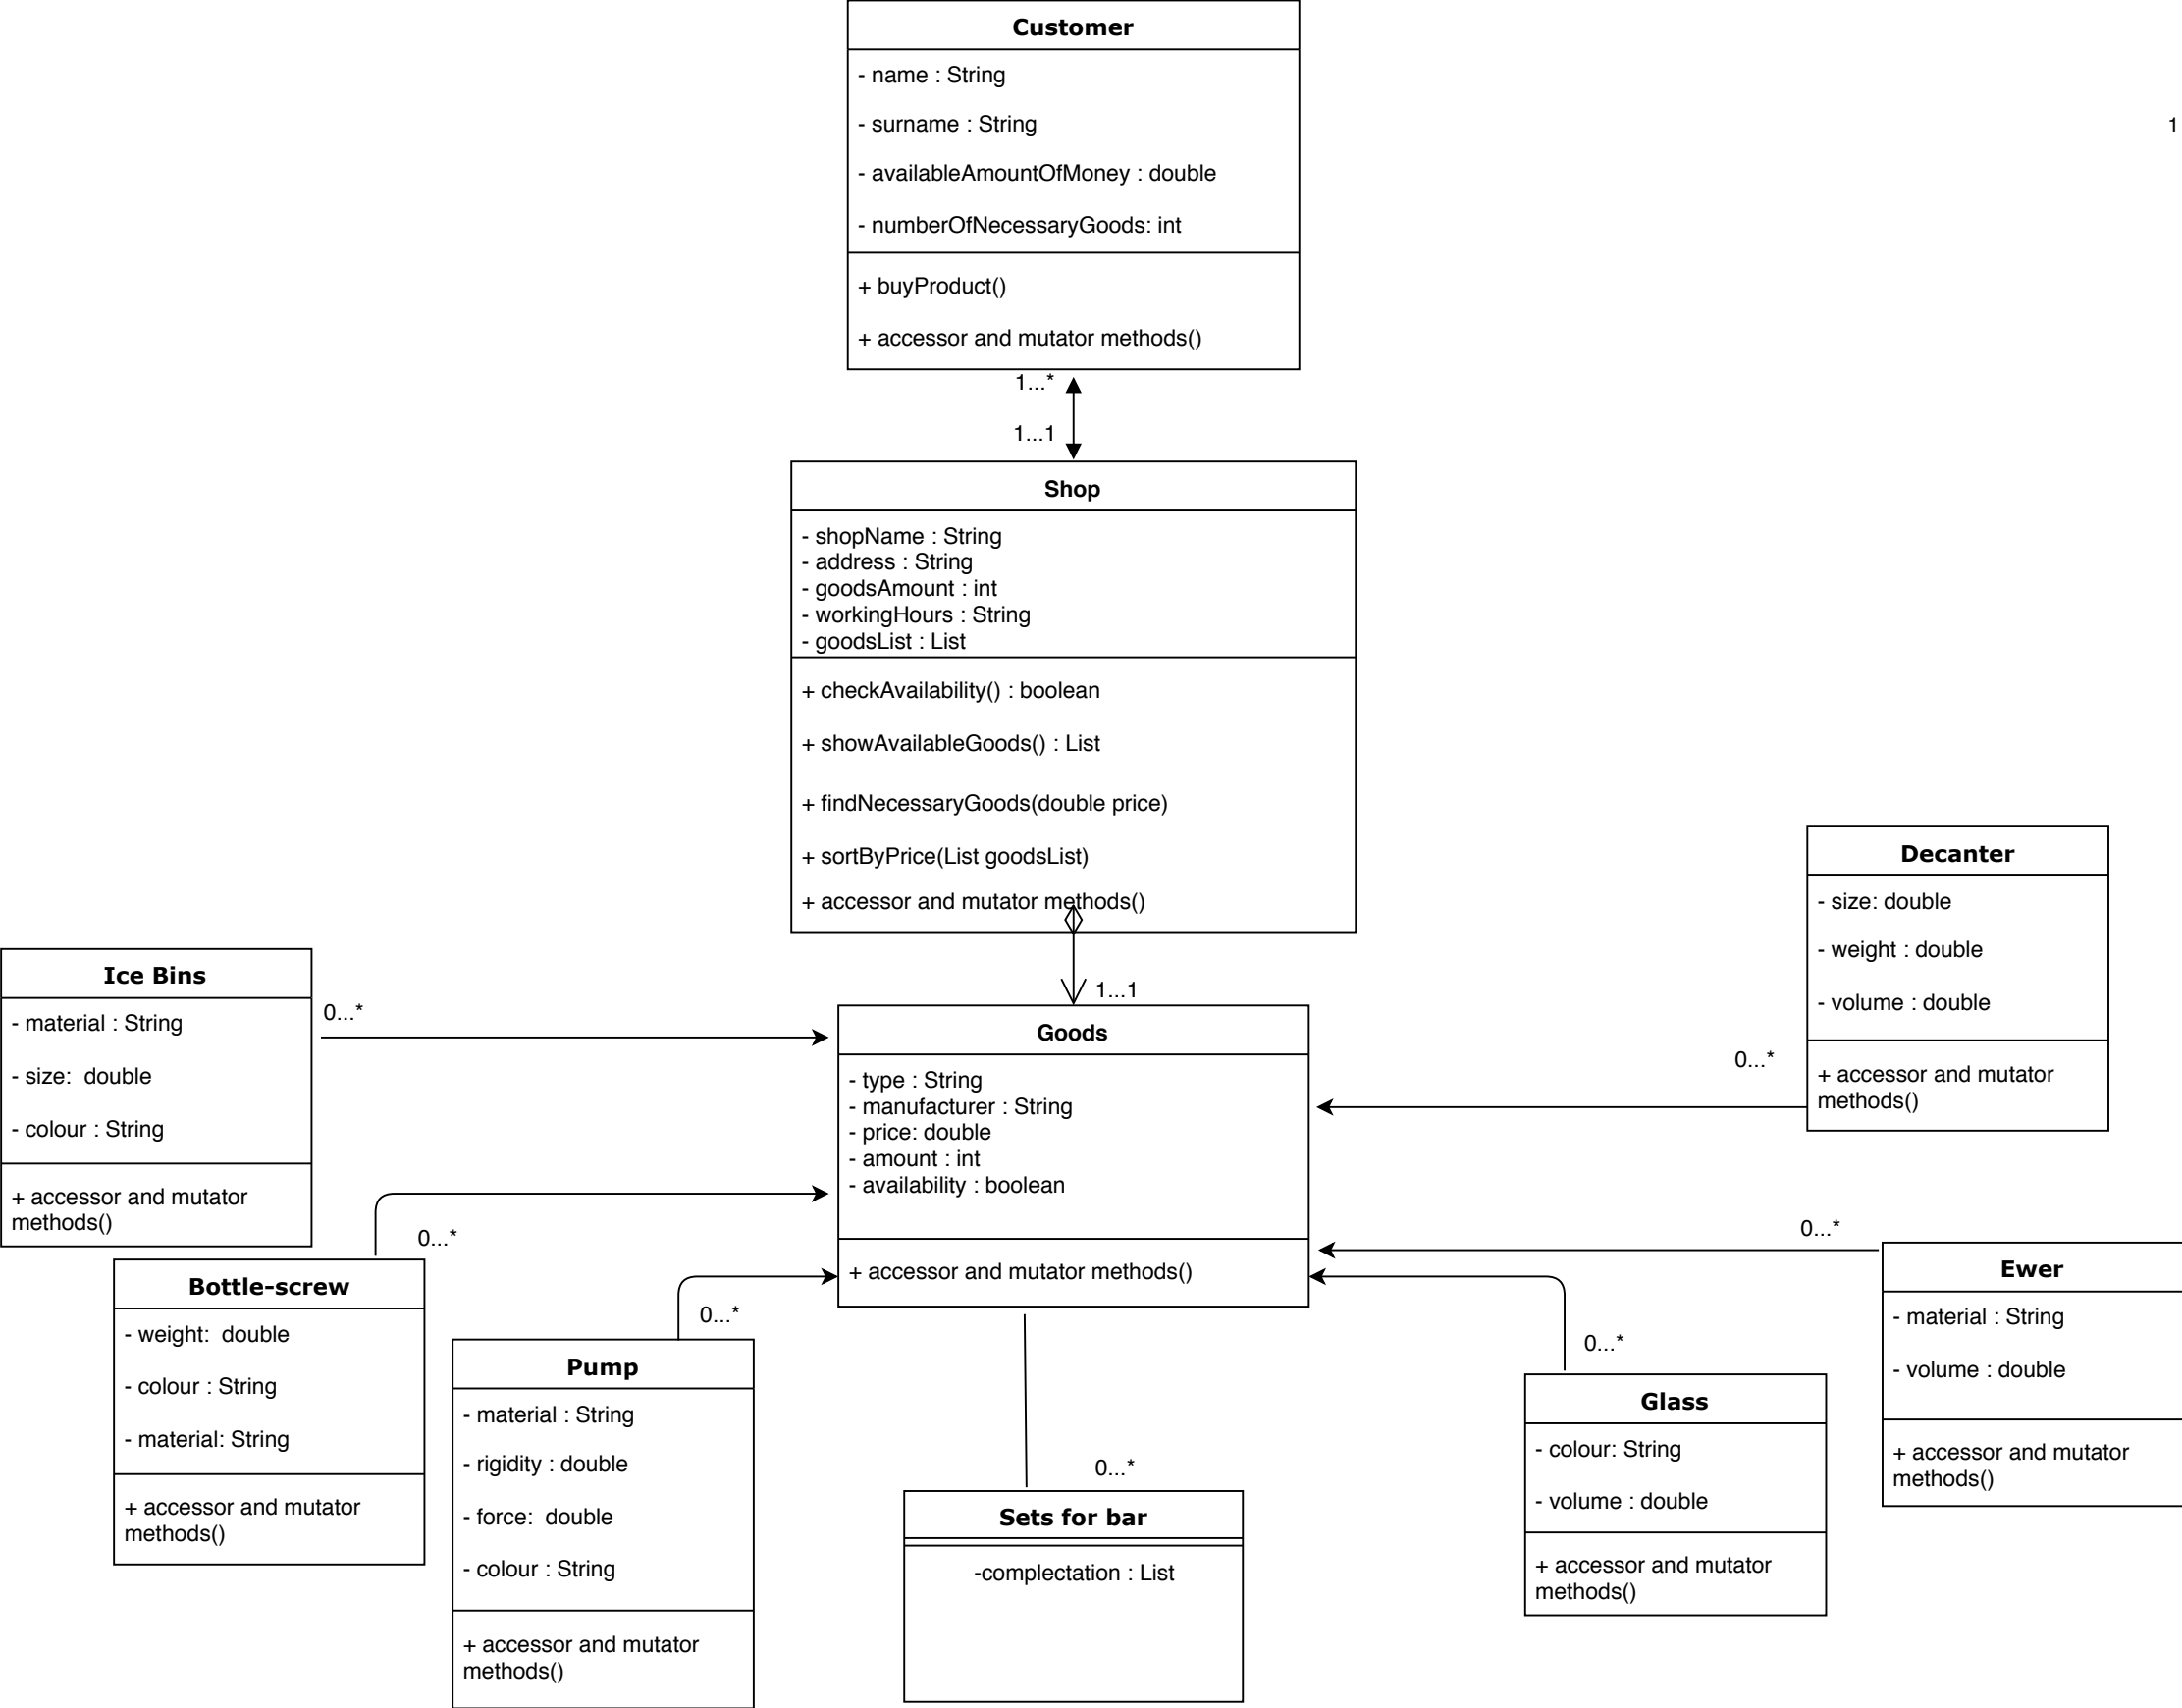 Customer
- name : String
- surname : String
- availableAmountOfMoney : double
- numberOfNecessaryGoods: int
+ buyProduct()
+ accessor and mutator methods()
1
1...*
1...1
Shop
- shopName : String
- address : String
- goodsAmount : int
- workingHours : String
- goodsList : List
+ checkAvailability() : boolean
+ showAvailableGoods() : List
+ findNecessaryGoods(double price)
+ sortByPrice(List goodsList)
+ accessor and mutator methods()
1...1
Goods
- type : String
- manufacturer : String
- price: double
- amount : int
- availability : boolean
+ accessor and mutator methods()
Ice Bins
- material : String
- size:  double
- colour : String
+ accessor and mutator
methods()
0...*
Bottle-screw
- weight:  double
- colour : String
- material: String
+ accessor and mutator
methods()
0...*
Pump
- material : String
- rigidity : double
- force:  double
- colour : String
+ accessor and mutator
methods()
0...*
Sets for bar
-complectation : List
0...*
Glass
- colour: String
- volume : double
+ accessor and mutator
methods()
0...*
Ewer
- material : String
- volume : double
+ accessor and mutator
methods()
0...*
Decanter
- size: double
- weight : double
- volume : double
+ accessor and mutator
methods()
0...*